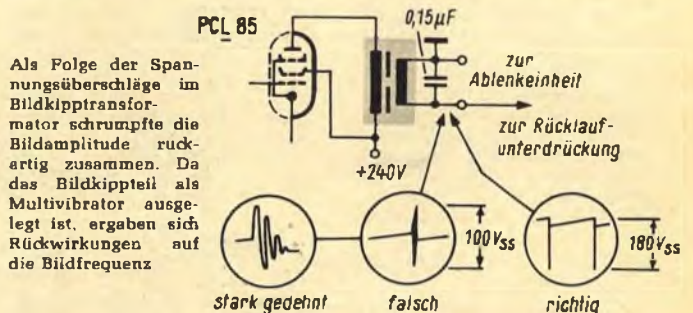 PCL 85
0,15µF
Als Folge der Span-
nungsüberschläge im
Bildkipptransfor-
mator schrumpfte die
Bildamplitude ruck-
artig zusammen. Da
das Bildkippteil als
Multivibrator ausge-
legt ist, ergaben sich
Rückwirkungen auf
die Bildfrequenz
zur
Ablenkeinheit
zur Rücklauf-
unterdrückung
+240V
100Vss
180Vss
stark gedehnt
falsch
richtig